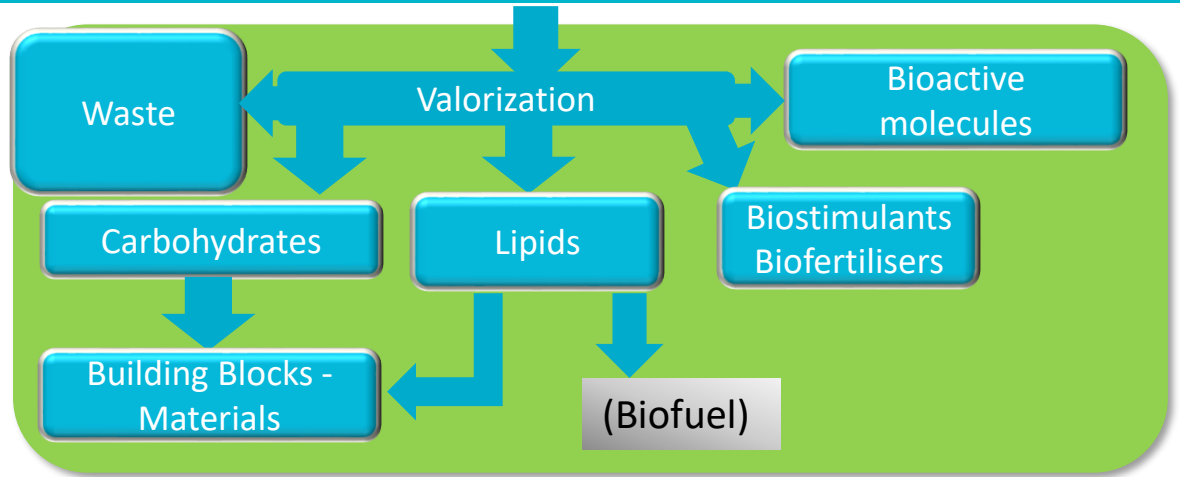 Waste
Valorization
Bioactive
molecules
Carbohydrates
Lipids
Biostimulants
Biofertilisers
Building Blocks -
Materials
(Biofuel)